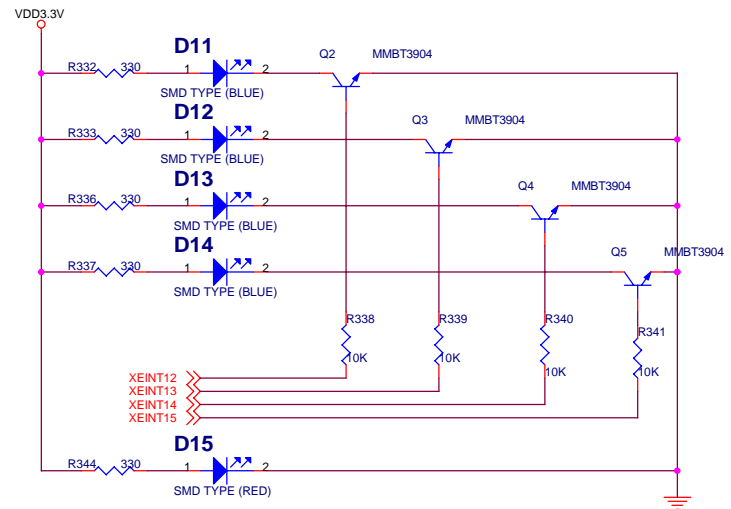 VDD3.3V
D11
R332 330 1 2 Q2 MMBT3904
SMD TYPE (BLUE)
D12
R333 330 1 2 Q3 MMBT3904
SMD TYPE (BLUE)
D13
R336 330 1 2 Q4 MMBT3904
SMD TYPE (BLUE)
D14
R337 330 1 2 Q5 MMBT3904
SMD TYPE (BLUE)
R338 R339 R340 R341
10K 10K 10K 10K
XEINT12
XEINT13
XEINT14
XEINT15
D15
R344 330 1 2
SMD TYPE (RED)